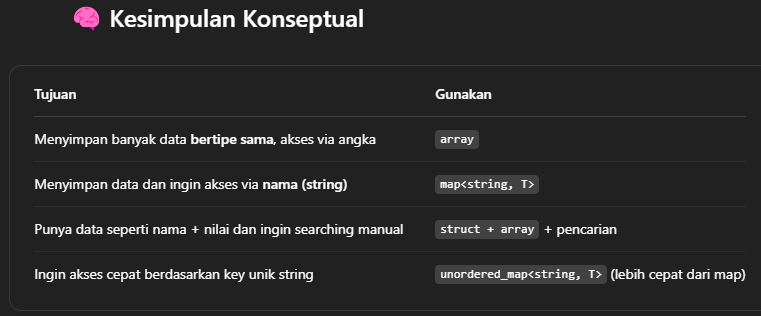 🧠 Kesimpulan Konseptual
Tujuan Gunakan
Menyimpan banyak data bertipe sama, akses via angka array
Menyimpan data dan ingin akses via nama (string) map<string, T>
Punya data seperti nama + nilai dan ingin searching manual struct + array + pencarian
Ingin akses cepat berdasarkan key unik string unordered_map<string, T> (lebih cepat dari map)